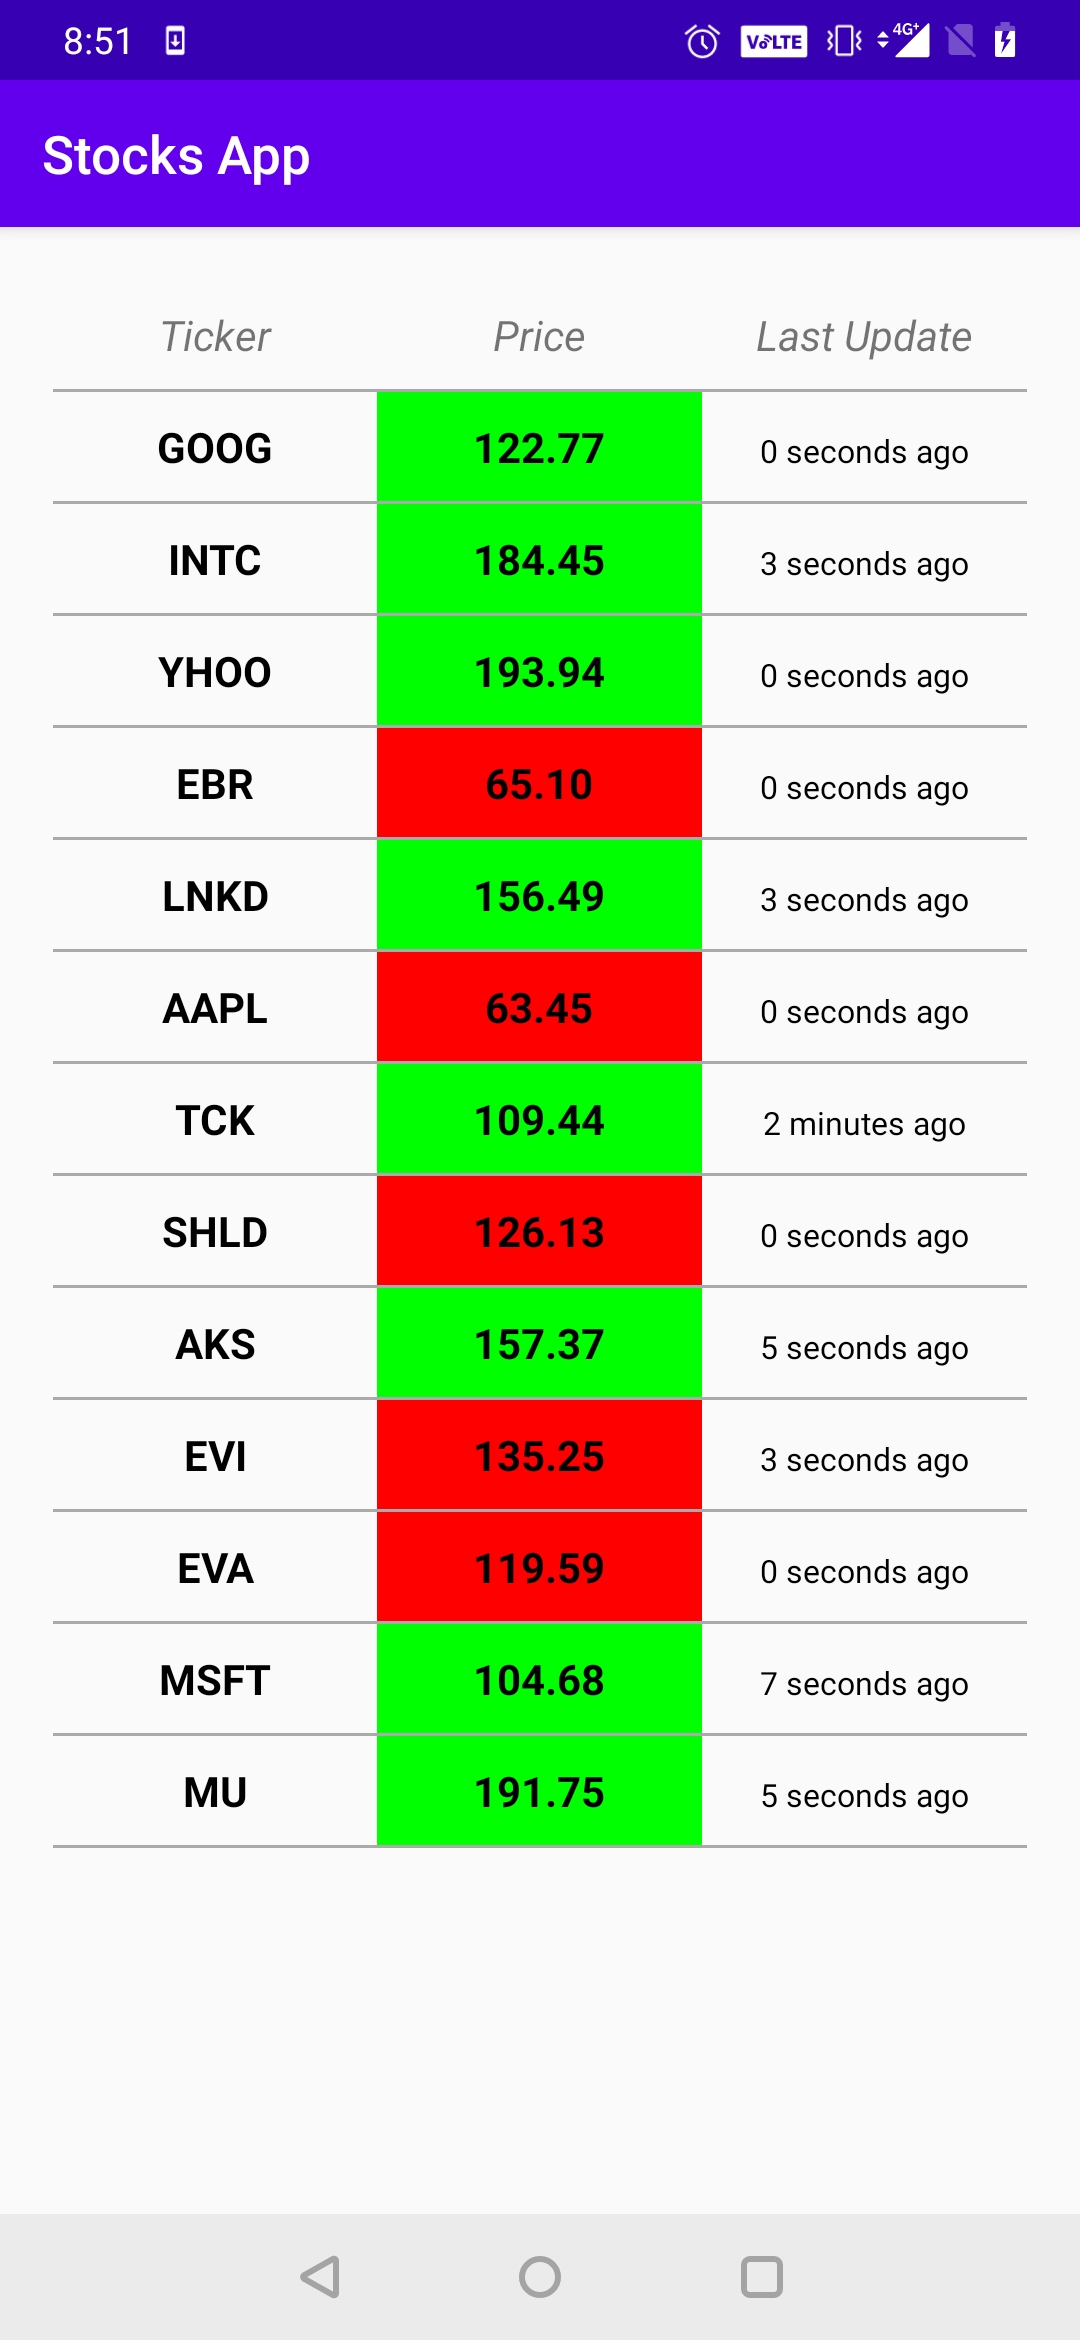 8:51 VoLTE 4G+
Stocks App
Ticker Price Last Update
GOOG 122.77 0 seconds ago
INTC 184.45 3 seconds ago
YHOO 193.94 0 seconds ago
EBR 65.10 0 seconds ago
LNKD 156.49 3 seconds ago
AAPL 63.45 0 seconds ago
TCK 109.44 2 minutes ago
SHLD 126.13 0 seconds ago
AKS 157.37 5 seconds ago
EVI 135.25 3 seconds ago
EVA 119.59 0 seconds ago
MSFT 104.68 7 seconds ago
MU 191.75 5 seconds ago